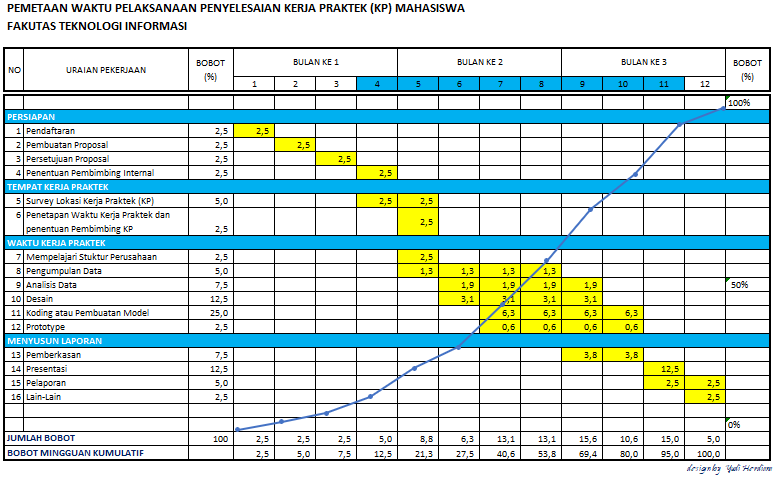 PEMETAAN WAKTU PELAKSANAAN PENYELESAIAN KERJA PRAKTEK (KP) MAHASISWA
FAKUTAS TEKNOLOGI INFORMASI
NO URAIAN PEKERJAAN BOBOT (%) BULAN KE 1 BULAN KE 2 BULAN KE 3 BOBOT (%)
1 2 3 4 5 6 7 8 9 10 11 12
100%
PERSIAPAN
1 Pendaftaran 2,5 2,5
2 Pembuatan Proposal 2,5 2,5
3 Persetujuan Proposal 2,5 2,5
4 Penentuan Pembimbing Internal 2,5 2,5
TEMPAT KERJA PRAKTEK
5 Survey Lokasi Kerja Praktek (KP) 5,0 2,5 2,5
6 Penetapan Waktu Kerja Praktek dan
penentuan Pembimbing KP 2,5 2,5
WAKTU KERJA PRAKTEK
7 Mempelajari Stuktur Perusahaan 2,5 2,5
8 Pengumpulan Data 5,0 1,3 1,3 1,3 1,3
9 Analisis Data 7,5 1,9 1,9 1,9 1,9 50%
10 Desain 12,5 3,1 3,1 3,1 3,1
11 Koding atau Pembuatan Model 25,0 6,3 6,3 6,3 6,3
12 Prototype 2,5 0,6 0,6 0,6 0,6
MENYUSUN LAPORAN
13 Pemberkasan 7,5 3,8 3,8
14 Presentasi 12,5 12,5
15 Pelaporan 5,0 2,5 2,5
16 Lain-Lain 2,5 2,5
0%
JUMLAH BOBOT 100 2,5 2,5 2,5 5,0 8,8 6,3 13,1 13,1 15,6 10,6 15,0 5,0
BOBOT MINGGUAN KUMULATIF 2,5 5,0 7,5 12,5 21,3 27,5 40,6 53,8 69,4 80,0 95,0 100,0
design by Yudi Herdiana